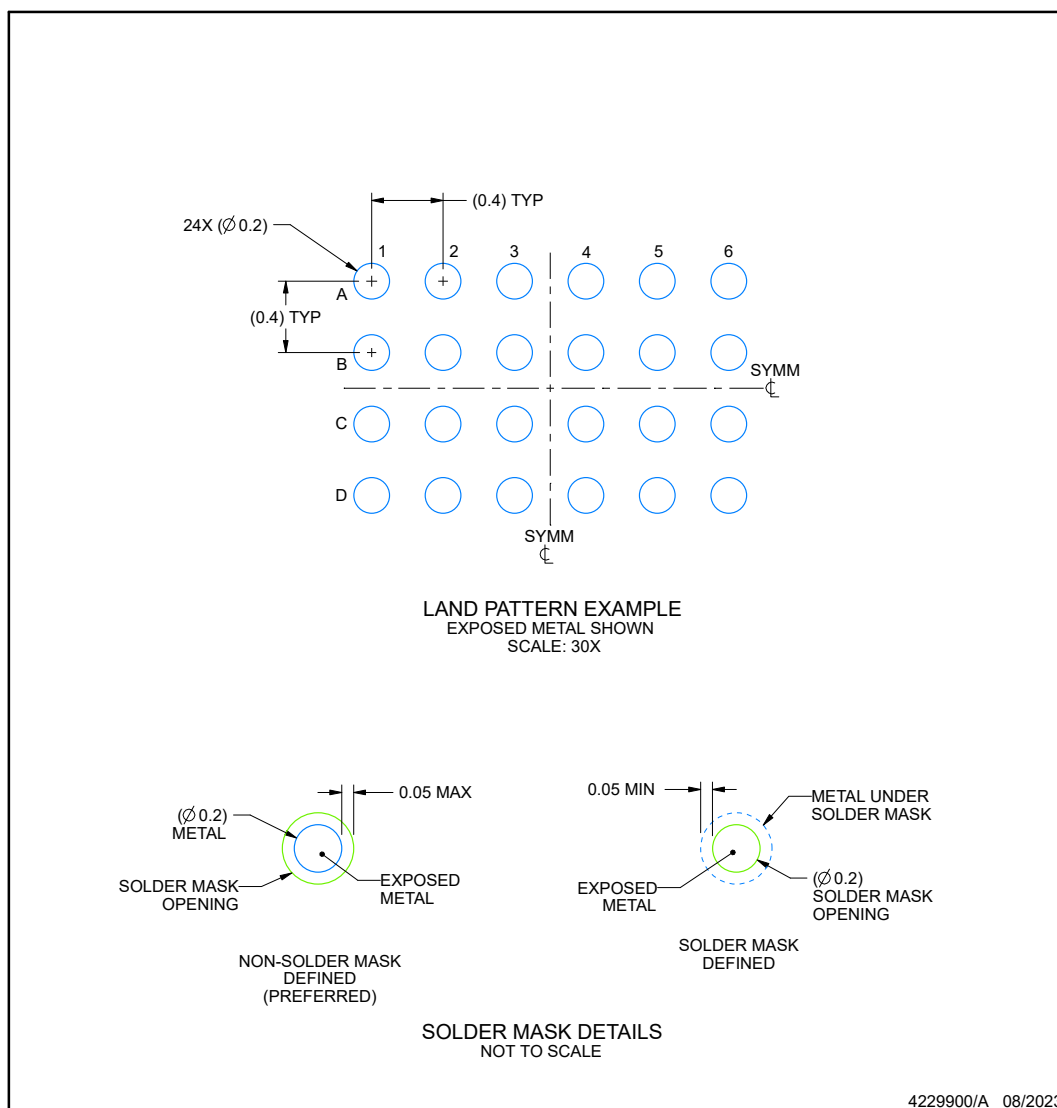 (0.4) TYP
24X (∅ 0.2)
1 2 3 4 5 6
A
(0.4) TYP
B
SYMM
℄
C
D
SYMM
℄
LAND PATTERN EXAMPLE
EXPOSED METAL SHOWN
SCALE: 30X
0.05 MAX
(∅ 0.2)
METAL
SOLDER MASK
OPENING
EXPOSED
METAL
NON-SOLDER MASK
DEFINED
(PREFERRED)
0.05 MIN
METAL UNDER
SOLDER MASK
EXPOSED
METAL
(∅ 0.2)
SOLDER MASK
OPENING
SOLDER MASK
DEFINED
SOLDER MASK DETAILS
NOT TO SCALE
4229900/A 08/2023